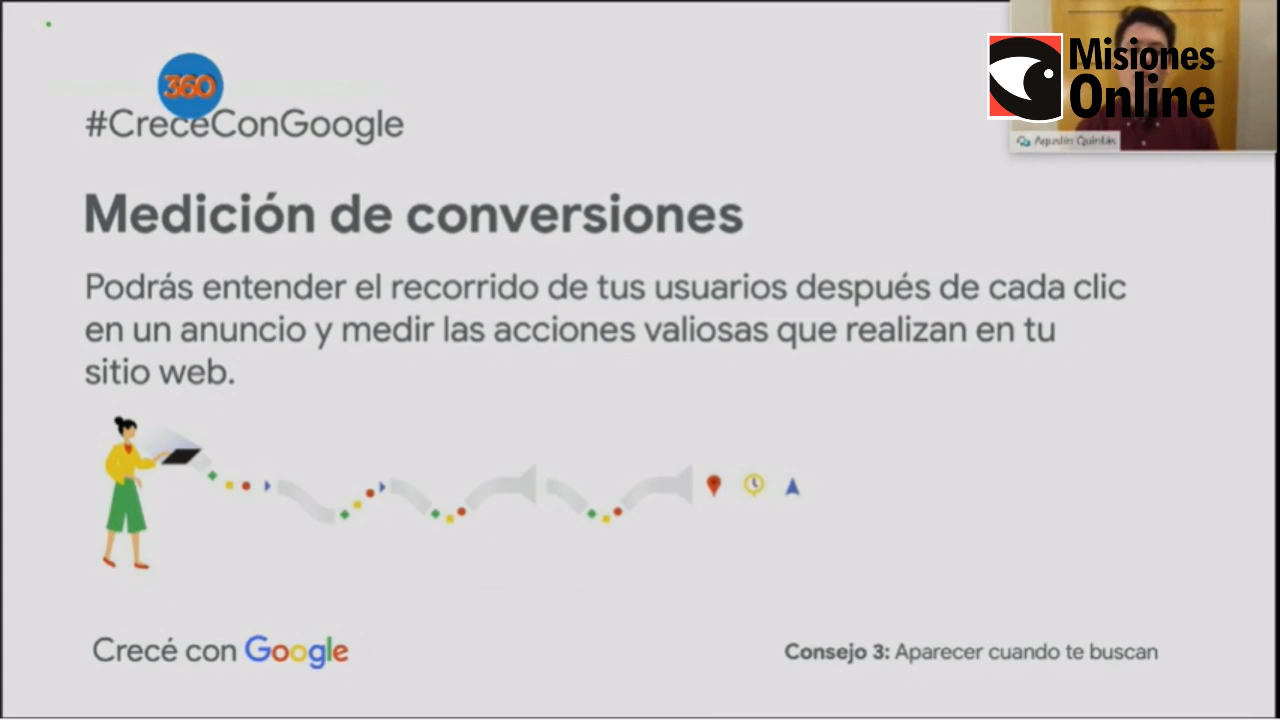 360
Misiones
Online
#CreceConGoogle
Agustín Quintás
Medición de conversiones
Podrás entender el recorrido de tus usuarios después de cada clic
en un anuncio y medir las acciones valiosas que realizan en tu
sitio web.
Crecé con Google
Consejo 3: Aparecer cuando te buscan